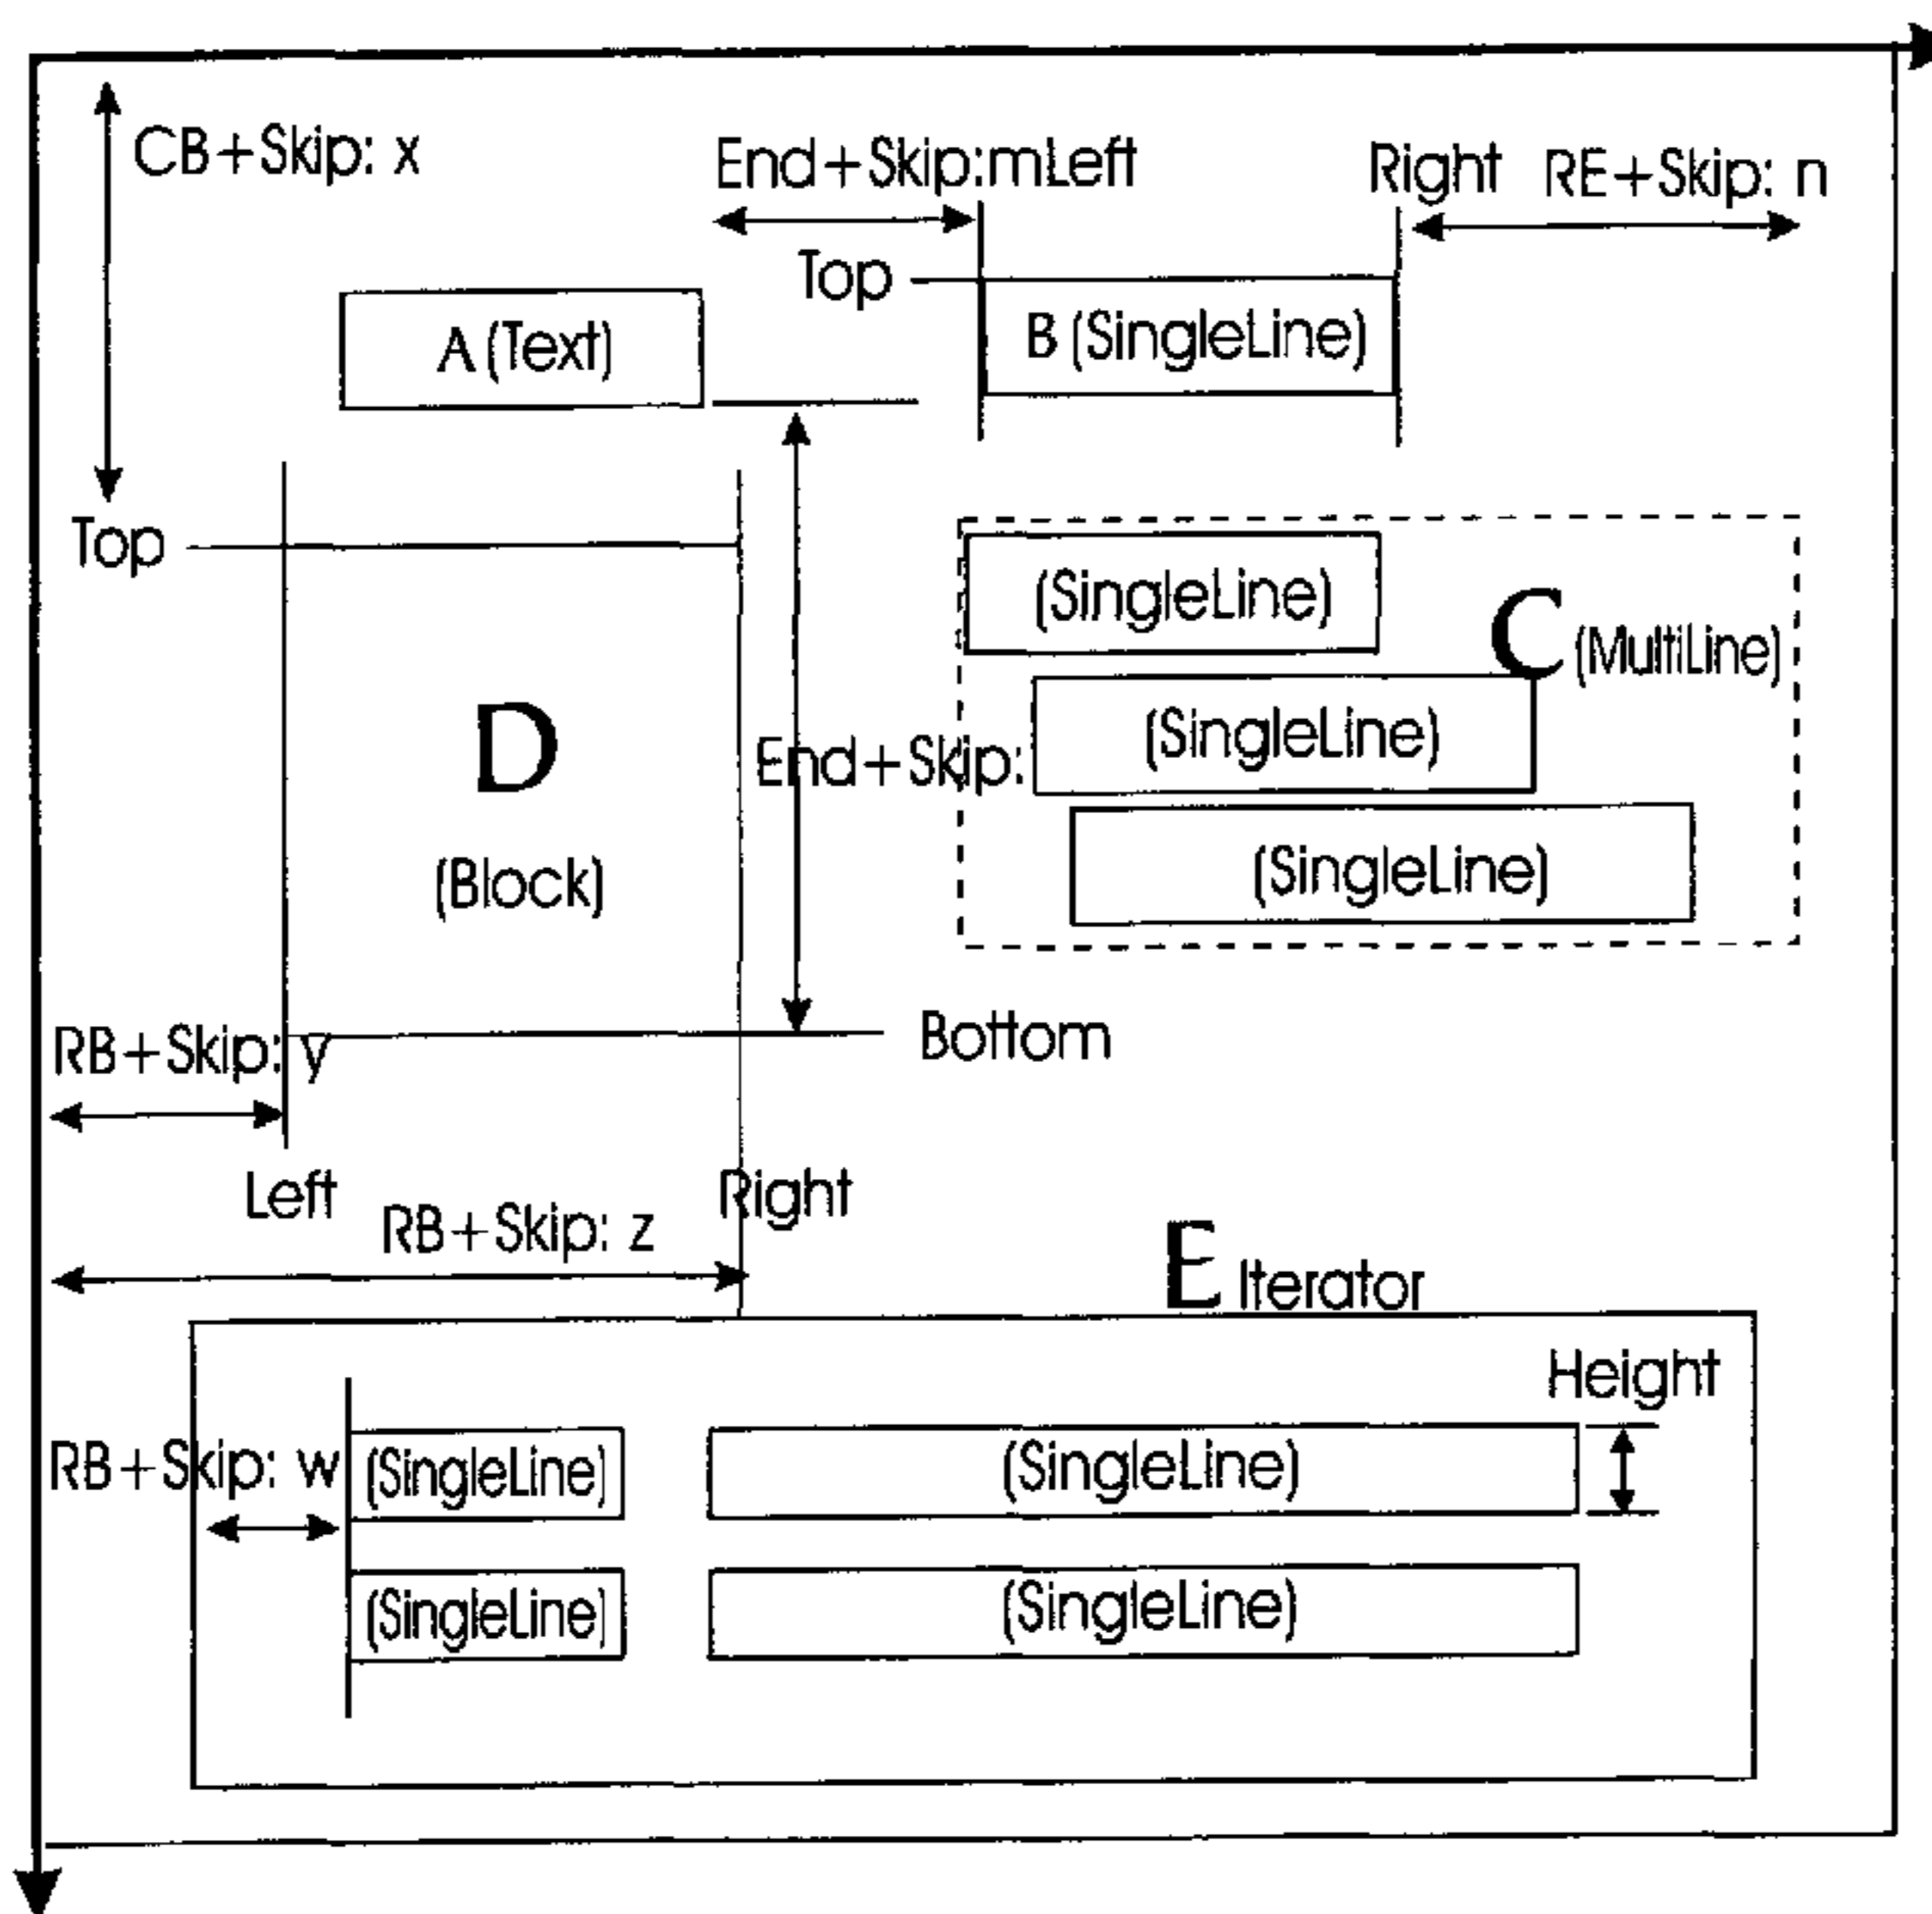 CB+Skip: x
End+Skip:mLeft
Right
RE+Skip: n
Top
A (Text)
B (SingleLine)
Top
(SingleLine)
C (MultiLine)
D
(Block)
End+Skip:
(SingleLine)
(SingleLine)
RB+Skip: y
Bottom
Left
Right
RB+Skip: z
E Iterator
Height
RB+Skip: w
(SingleLine)
(SingleLine)
(SingleLine)
(SingleLine)